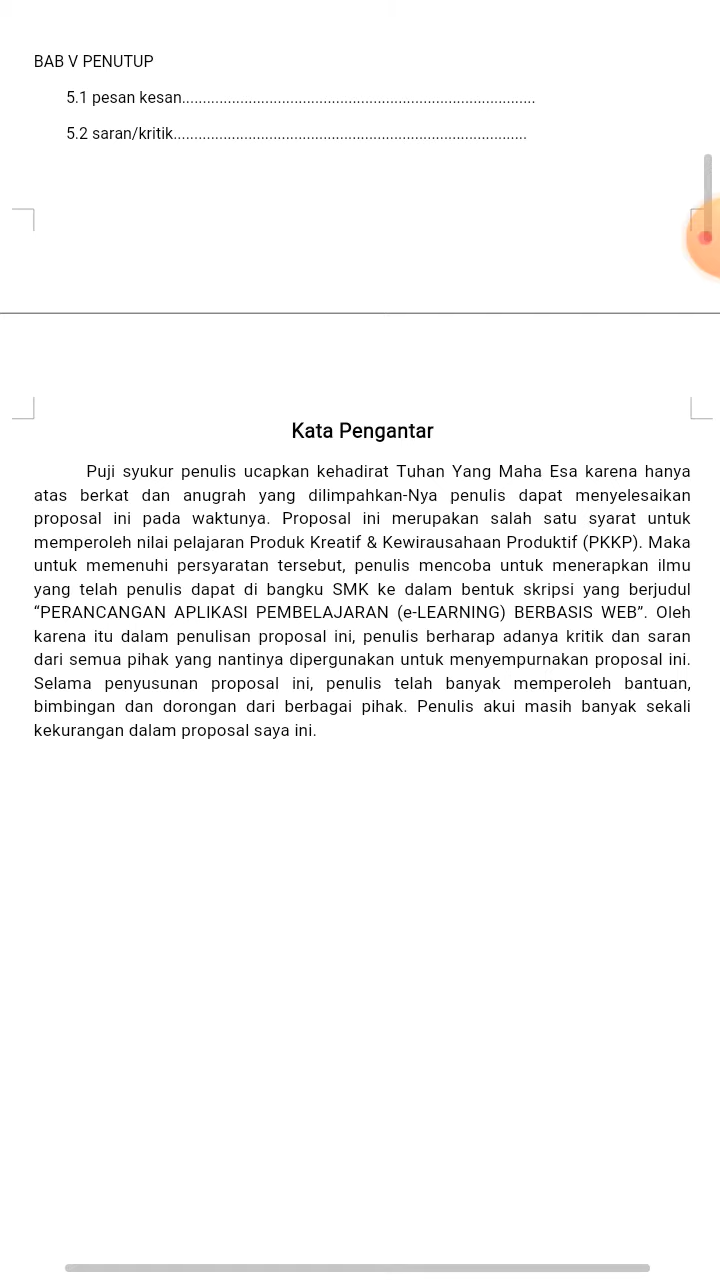 BAB V PENUTUP
5.1 pesan kesan.....................................................................................
5.2 saran/kritik.....................................................................................
Kata Pengantar
Puji syukur penulis ucapkan kehadirat Tuhan Yang Maha Esa karena hanya
atas berkat dan anugrah yang dilimpahkan-Nya penulis dapat menyelesaikan
proposal ini pada waktunya. Proposal ini merupakan salah satu syarat untuk
memperoleh nilai pelajaran Produk Kreatif & Kewirausahaan Produktif (PKKP). Maka
untuk memenuhi persyaratan tersebut, penulis mencoba untuk menerapkan ilmu
yang telah penulis dapat di bangku SMK ke dalam bentuk skripsi yang berjudul
“PERANCANGAN APLIKASI PEMBELAJARAN (e-LEARNING) BERBASIS WEB”. Oleh
karena itu dalam penulisan proposal ini, penulis berharap adanya kritik dan saran
dari semua pihak yang nantinya dipergunakan untuk menyempurnakan proposal ini.
Selama penyusunan proposal ini, penulis telah banyak memperoleh bantuan,
bimbingan dan dorongan dari berbagai pihak. Penulis akui masih banyak sekali
kekurangan dalam proposal saya ini.